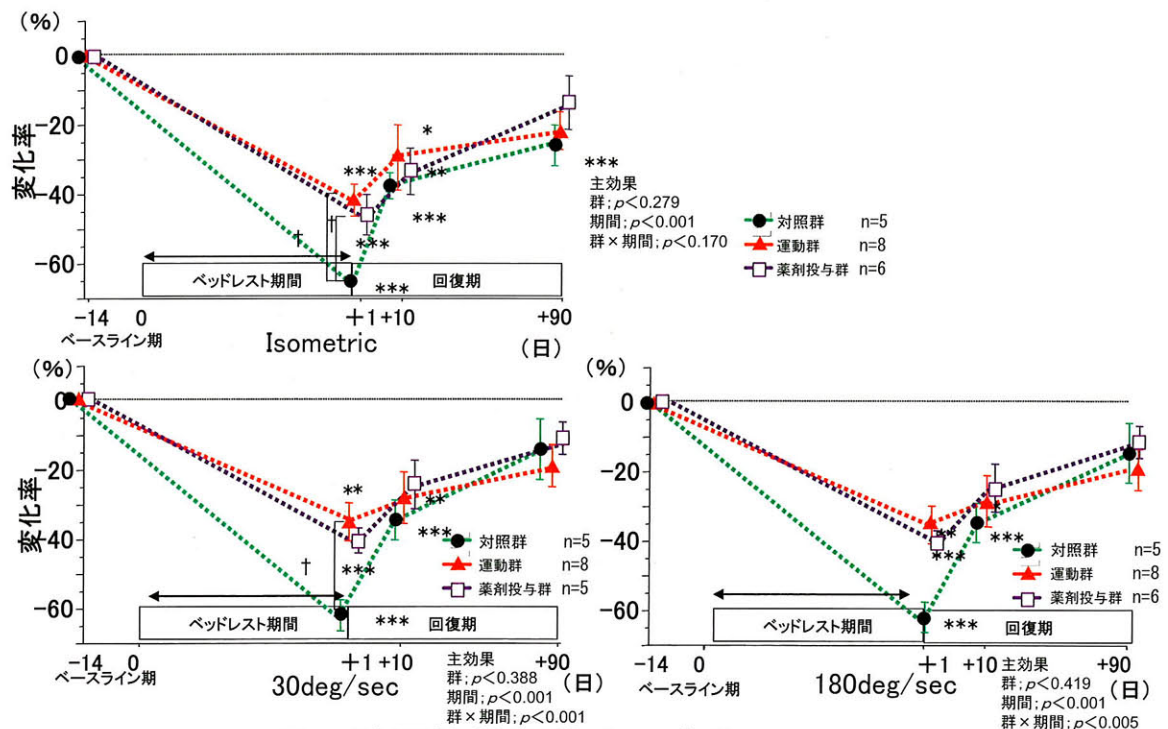 (%)
0
-20
-40
-60
変化率
*
***
**
***
***
***
†
†
ベッドレスト期間
回復期
-14
0
+1
+10
+90
ベースライン期
Isometric
(日)
***
主効果
群;p<0.279
期間;p<0.001
群×期間;p<0.170
対照群 n=5
運動群 n=8
薬剤投与群 n=6
(%)
0
-20
-40
-60
変化率
**
**
***
***
***
†
対照群 n=5
運動群 n=8
薬剤投与群 n=5
ベッドレスト期間
回復期
-14
0
+1
+10
+90
ベースライン期
30deg/sec
(日)
主効果
群;p<0.388
期間;p<0.001
群×期間;p<0.001
(%)
0
-20
-40
-60
**
***
***
***
対照群 n=5
運動群 n=8
薬剤投与群 n=6
ベッドレスト期間
回復期
-14
0
+1
+10
+90
ベースライン期
180deg/sec
(日)
主効果
群;p<0.419
期間;p<0.001
群×期間;p<0.005